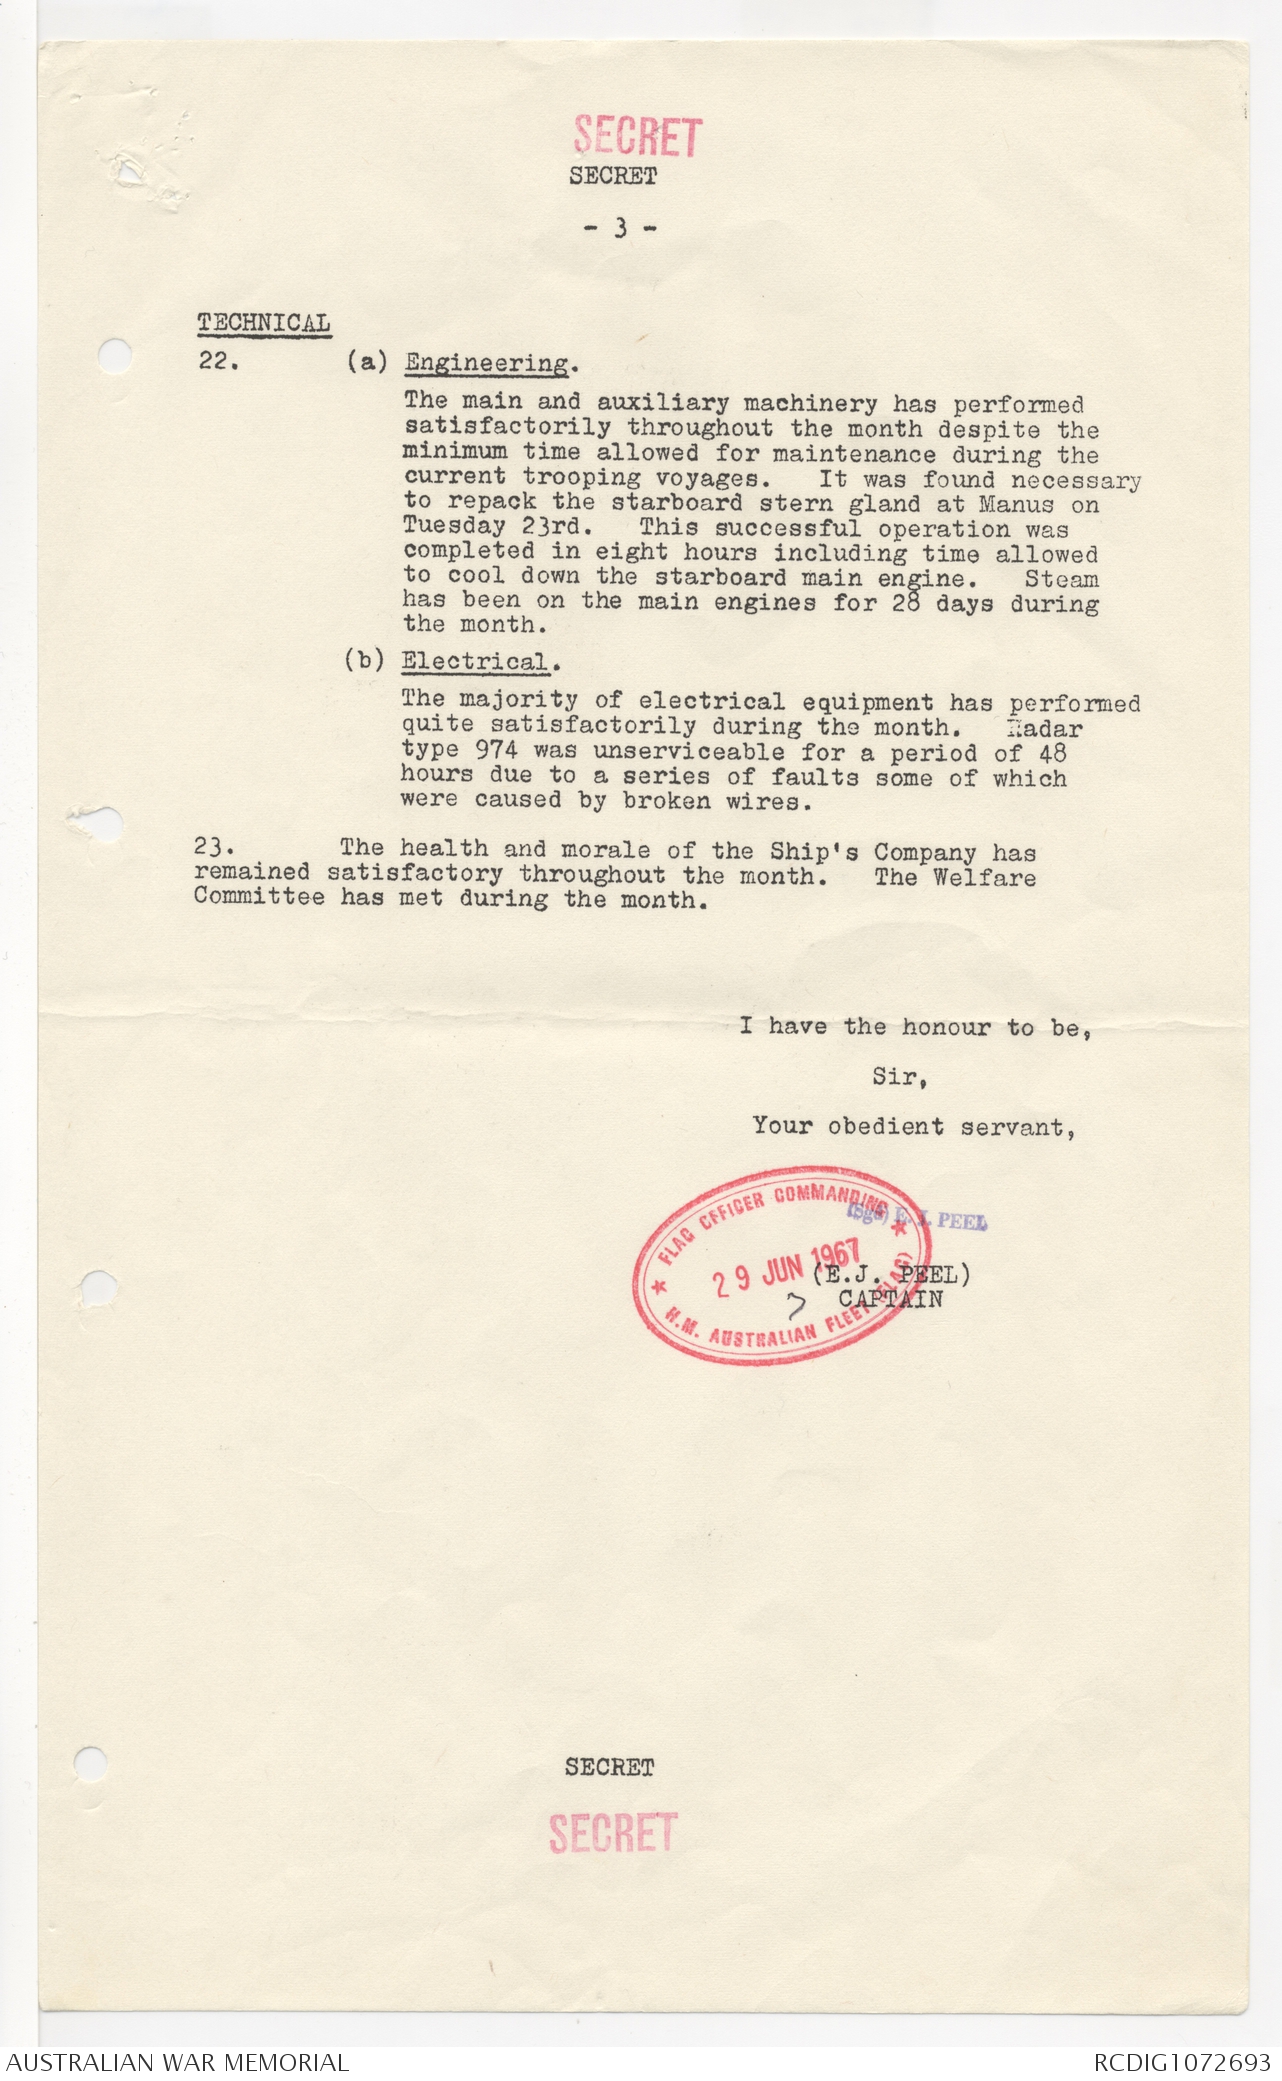 SECRET
SECRET
- 3 -
TECHNICAL
22. (a) Engineering.
The main and auxiliary machinery has performed
satisfactorily throughout the month despite the
minimum time allowed for maintenance during the
current trooping voyages. It was found necessary
to repack the starboard stern gland at Manus on
Tuesday 23rd. This successful operation was
completed in eight hours including time allowed
to cool down the starboard main engine. Steam
has been on the main engines for 28 days during
the month.
(b) Electrical.
The majority of electrical equipment has performed
quite satisfactorily during the month. Radar
type 974 was unserviceable for a period of 48
hours due to a series of faults some of which
were caused by broken wires.
23. The health and morale of the Ship's Company has
remained satisfactory throughout the month. The Welfare
Committee has met during the month.
I have the honour to be,
Sir,
Your obedient servant,
FLAG OFFICER COMMANDING
(Sgd) E. J. PEEL
29 JUN 1967
(E.J. PEEL)
CAPTAIN
H.M. AUSTRALIAN FLEET (FLAG)
SECRET
SECRET
AUSTRALIAN WAR MEMORIAL
RCDIG1072693